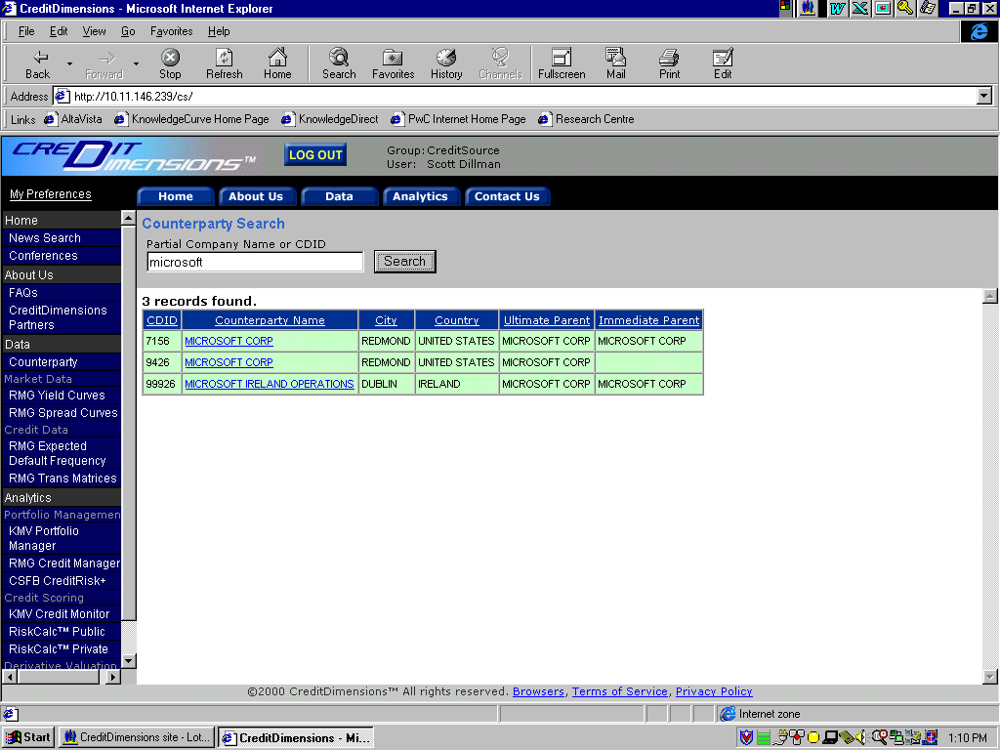 CreditDimensions - Microsoft Internet Explorer
File Edit View Go Favorites Help
Back Forward Stop Refresh Home Search Favorites History Channels Fullscreen Mail Print Edit
Address http://10.11.146.239/cs/
Links AltaVista KnowledgeCurve Home Page KnowledgeDirect PwC Internet Home Page Research Centre
CREDIT DIMENSIONS™
LOG OUT
Group: CreditSource
User: Scott Dillman
My Preferences
Home About Us Data Analytics Contact Us
Home
News Search
Conferences
About Us
FAQs
CreditDimensions
Partners
Data
Counterparty
Market Data
RMG Yield Curves
RMG Spread Curves
Credit Data
RMG Expected
Default Frequency
RMG Trans Matrices
Analytics
Portfolio Managemen
KMV Portfolio
Manager
RMG Credit Manager
CSFB CreditRisk+
Credit Scoring
KMV Credit Monitor
RiskCalc™ Public
RiskCalc™ Private
Derivative Valuation
Counterparty Search
Partial Company Name or CDID
microsoft Search
3 records found.
CDID Counterparty Name City Country Ultimate Parent Immediate Parent
7156 MICROSOFT CORP REDMOND UNITED STATES MICROSOFT CORP MICROSOFT CORP
9426 MICROSOFT CORP REDMOND UNITED STATES MICROSOFT CORP
99926 MICROSOFT IRELAND OPERATIONS DUBLIN IRELAND MICROSOFT CORP MICROSOFT CORP
©2000 CreditDimensions™ All rights reserved. Browsers, Terms of Service, Privacy Policy
Internet zone
Start CreditDimensions site - Lot... CreditDimensions - Mi... 1:10 PM